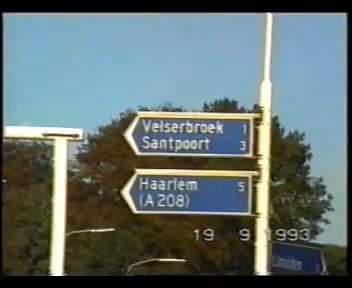 Velserbroek 1
Santpoort 3
Haarlem 5
(A 208)
19 9 1993